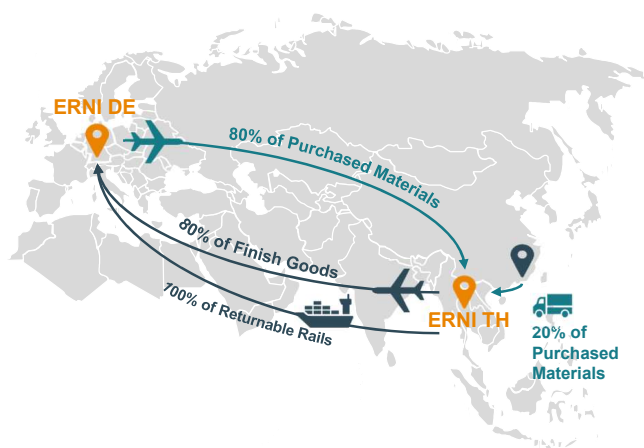 ERNI DE
80% of Purchased Materials
80% of Finish Goods
100% of Returnable Rails
ERNI TH
20% of
Purchased
Materials